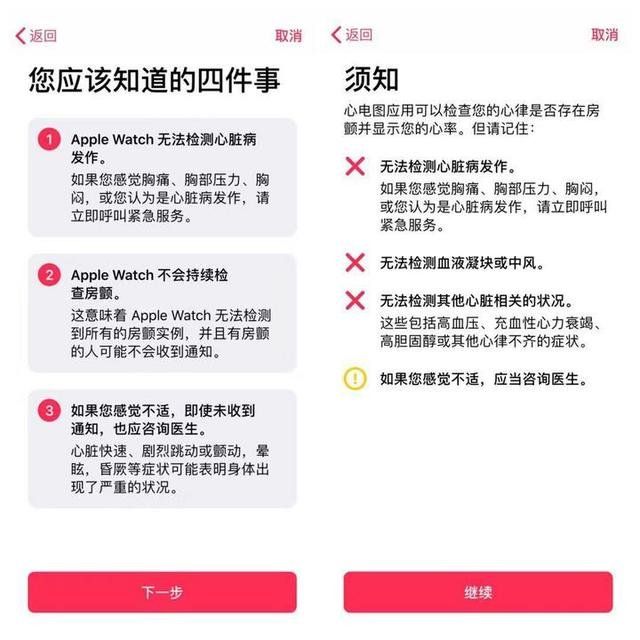 返回
取消
您应该知道的四件事
1
Apple Watch 无法检测心脏病
发作。
如果您感觉胸痛、胸部压力、胸
闷，或您认为是心脏病发作，请
立即呼叫紧急服务。
2
Apple Watch 不会持续检
查房颤。
这意味着 Apple Watch 无法检测
到所有的房颤实例，并且有房颤
的人可能不会收到通知。
3
如果您感觉不适，即使未收到
通知，也应咨询医生。
心脏快速、剧烈跳动或颤动，晕
眩，昏厥等症状可能表明身体出
现了严重的状况。
下一步
返回
取消
须知
心电图应用可以检查您的心律是否存在房
颤并显示您的心率。但请记住：
无法检测心脏病发作。
如果您感觉胸痛、胸部压力、胸闷，
或您认为是心脏病发作，请立即呼叫
紧急服务。
无法检测血液凝块或中风。
无法检测其他心脏相关的状况。
这些包括高血压、充血性心力衰竭、
高胆固醇或其他心律不齐的症状。
如果您感觉不适，应当咨询医生。
继续